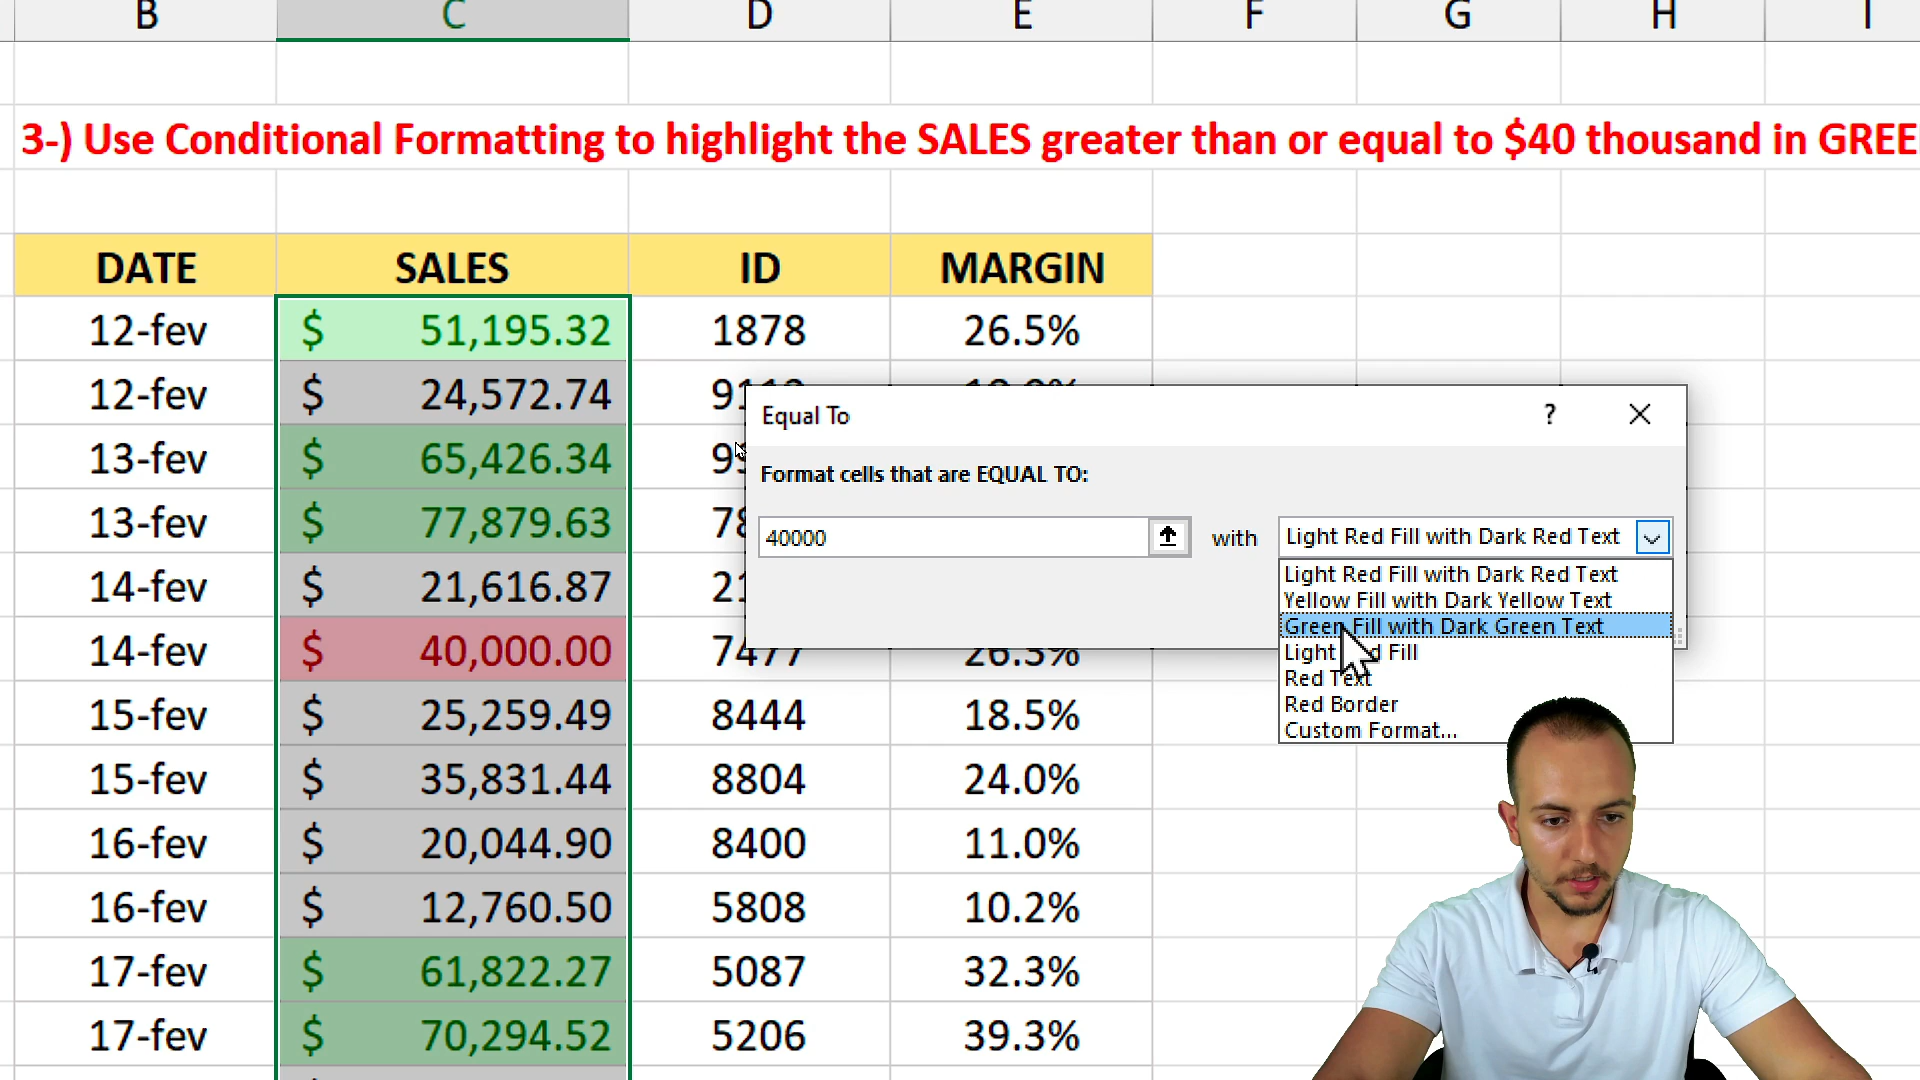 B C D E F G H I
3-) Use Conditional Formatting to highlight the SALES greater than or equal to $40 thousand in GREE
DATE SALES ID MARGIN
12-fev $ 51,195.32 1878 26.5%
12-fev $ 24,572.74
Equal To ?
13-fev $ 65,426.34
Format cells that are EQUAL TO:
13-fev $ 77,879.63
40000 with Light Red Fill with Dark Red Text
Light Red Fill with Dark Red Text
14-fev $ 21,616.87
Yellow Fill with Dark Yellow Text
Green Fill with Dark Green Text
14-fev $ 40,000.00 7477 26.3%
Light Red Fill
Red Text
15-fev $ 25,259.49 8444 18.5%
Red Border
Custom Format...
15-fev $ 35,831.44 8804 24.0%
16-fev $ 20,044.90 8400 11.0%
16-fev $ 12,760.50 5808 10.2%
17-fev $ 61,822.27 5087 32.3%
17-fev $ 70,294.52 5206 39.3%